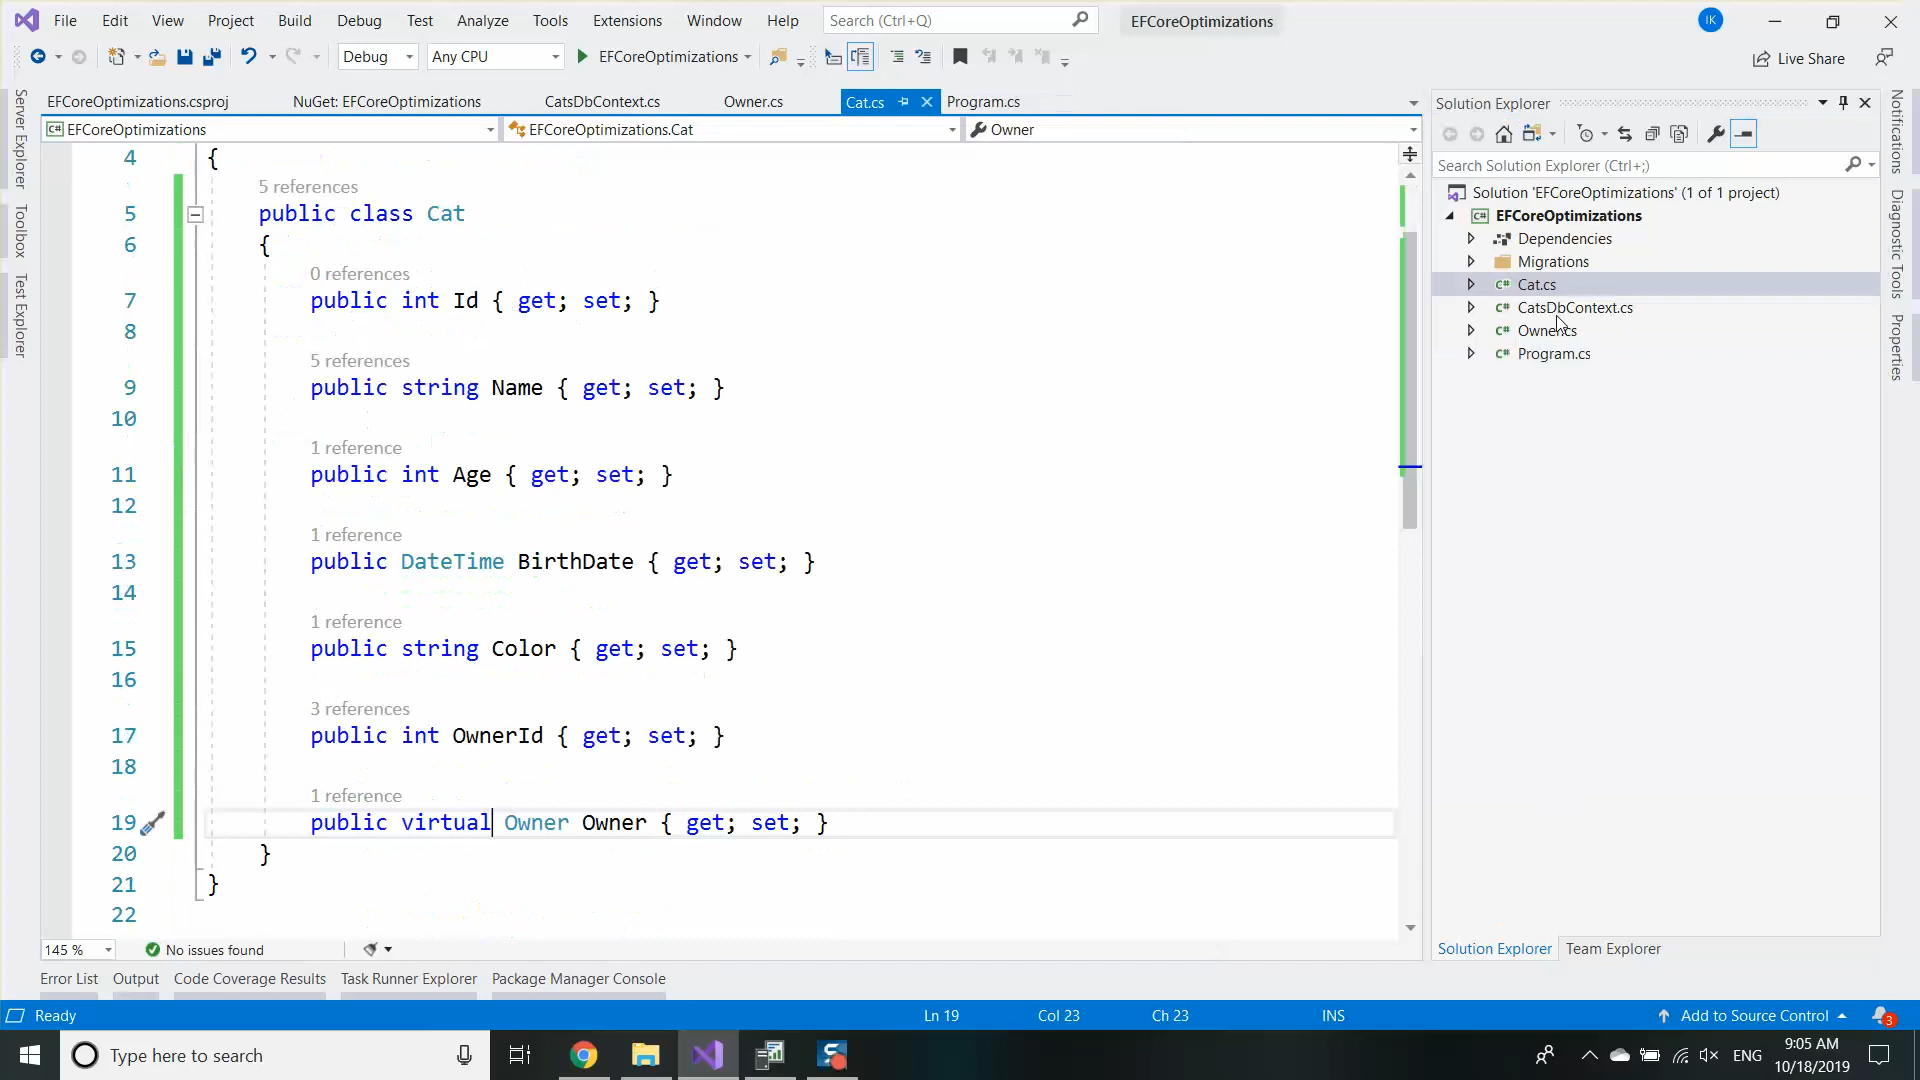 File Edit View Project Build Debug Test Analyze Tools Extensions Window Help Search (Ctrl+Q) EFCoreOptimizations IK
Debug Any CPU EFCoreOptimizations Live Share
EFCoreOptimizations.csproj NuGet: EFCoreOptimizations CatsDbContext.cs Owner.cs Cat.cs Program.cs
EFCoreOptimizations EFCoreOptimizations.Cat Owner
4 {
5 references
5 public class Cat
6 {
0 references
7 public int Id { get; set; }
8
5 references
9 public string Name { get; set; }
10
1 reference
11 public int Age { get; set; }
12
1 reference
13 public DateTime BirthDate { get; set; }
14
1 reference
15 public string Color { get; set; }
16
3 references
17 public int OwnerId { get; set; }
18
1 reference
19 public virtual Owner Owner { get; set; }
20 }
21 }
22
145 % No issues found
Error List Output Code Coverage Results Task Runner Explorer Package Manager Console
Server Explorer
Toolbox
Test Explorer
Solution Explorer
Search Solution Explorer (Ctrl+;)
Solution 'EFCoreOptimizations' (1 of 1 project)
C# EFCoreOptimizations
Dependencies
Migrations
C# Cat.cs
C# CatsDbContext.cs
C# Owner.cs
C# Program.cs
Solution Explorer Team Explorer
Notifications
Diagnostic Tools
Properties
Ready Ln 19 Col 23 Ch 23 INS Add to Source Control 3
Type here to search ENG 9:05 AM
10/18/2019